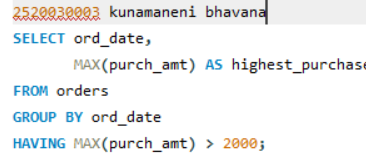 2520030003 kunamaneni bhavana
SELECT ord_date,
MAX(purch_amt) AS highest_purchase
FROM orders
GROUP BY ord_date
HAVING MAX(purch_amt) > 2000;